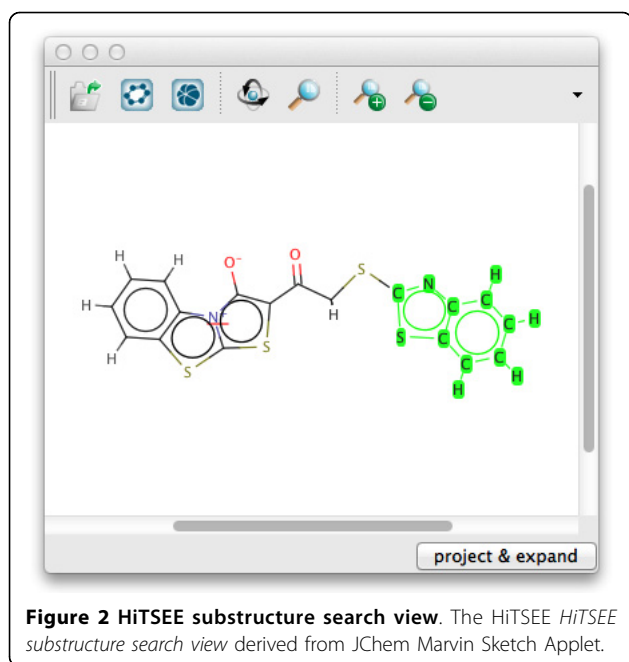 H H
H
H
O⁻
N⁺
S
S
O
H
S
C
N
S
C
C
C
C
C
C
H
H
H
H
project & expand
Figure 2 HiTSEE substructure search view. The HiTSEE HiTSEE
substructure search view derived from JChem Marvin Sketch Applet.